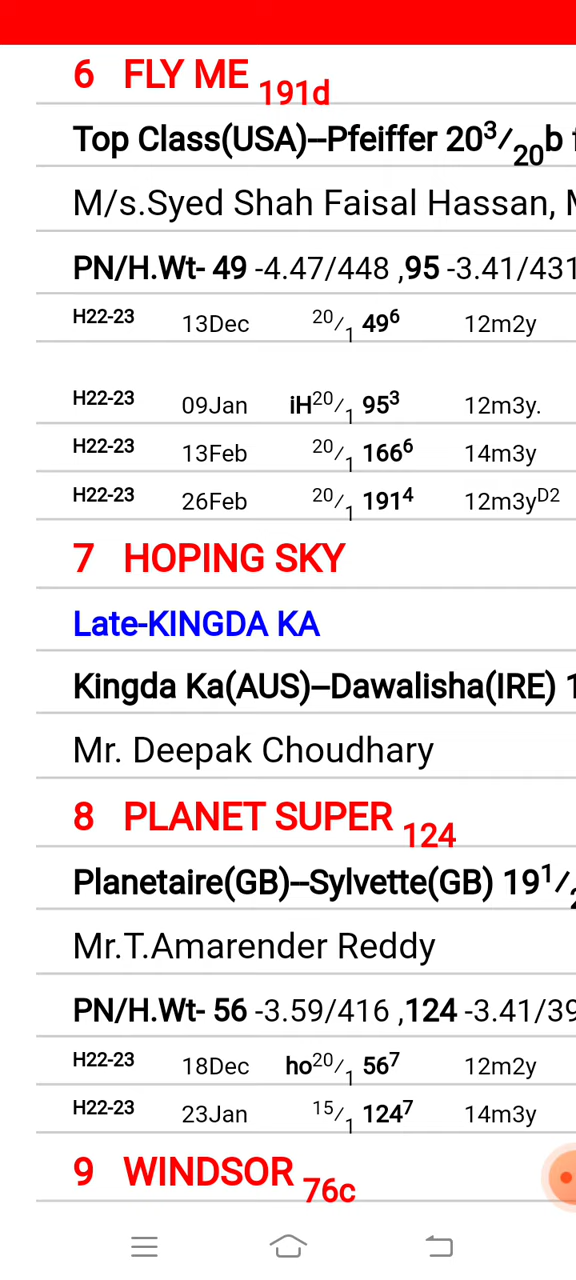 6 FLY ME 191d
Top Class(USA)–Pfeiffer 20³/₂₀b
M/s.Syed Shah Faisal Hassan,
PN/H.Wt- 49 -4.47/448 ,95 -3.41/431
H22-23 13Dec ²⁰/₁ 49⁶ 12m2y
H22-23 09Jan iH²⁰/₁ 95³ 12m3y.
H22-23 13Feb ²⁰/₁ 166⁶ 14m3y
H22-23 26Feb ²⁰/₁ 191⁴ 12m3yD2
7 HOPING SKY
Late-KINGDA KA
Kingda Ka(AUS)–Dawalisha(IRE) 1
Mr. Deepak Choudhary
8 PLANET SUPER 124
Planetaire(GB)–Sylvette(GB) 19¹/
Mr.T.Amarender Reddy
PN/H.Wt- 56 -3.59/416 ,124 -3.41/39
H22-23 18Dec ho²⁰/₁ 56⁷ 12m2y
H22-23 23Jan ¹⁵/₁ 124⁷ 14m3y
9 WINDSOR 76c